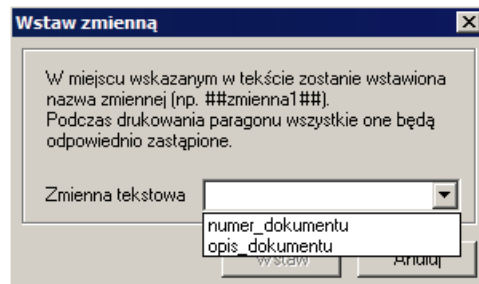 Wstaw zmienną
W miejscu wskazanym w tekście zostanie wstawiona
nazwa zmiennej (np. ##zmienna1##).
Podczas drukowania paragonu wszystkie one będą
odpowiednio zastąpione.
Zmienna tekstowa
numer_dokumentu
opis_dokumentu
Wstaw Anuluj